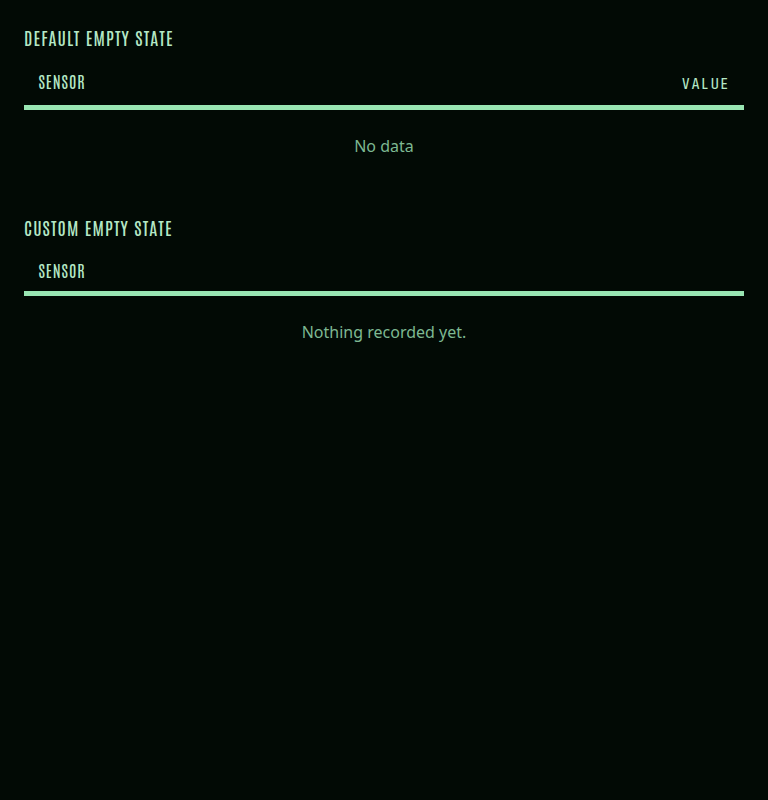 DEFAULT EMPTY STATE
SENSOR VALUE
No data
CUSTOM EMPTY STATE
SENSOR
Nothing recorded yet.